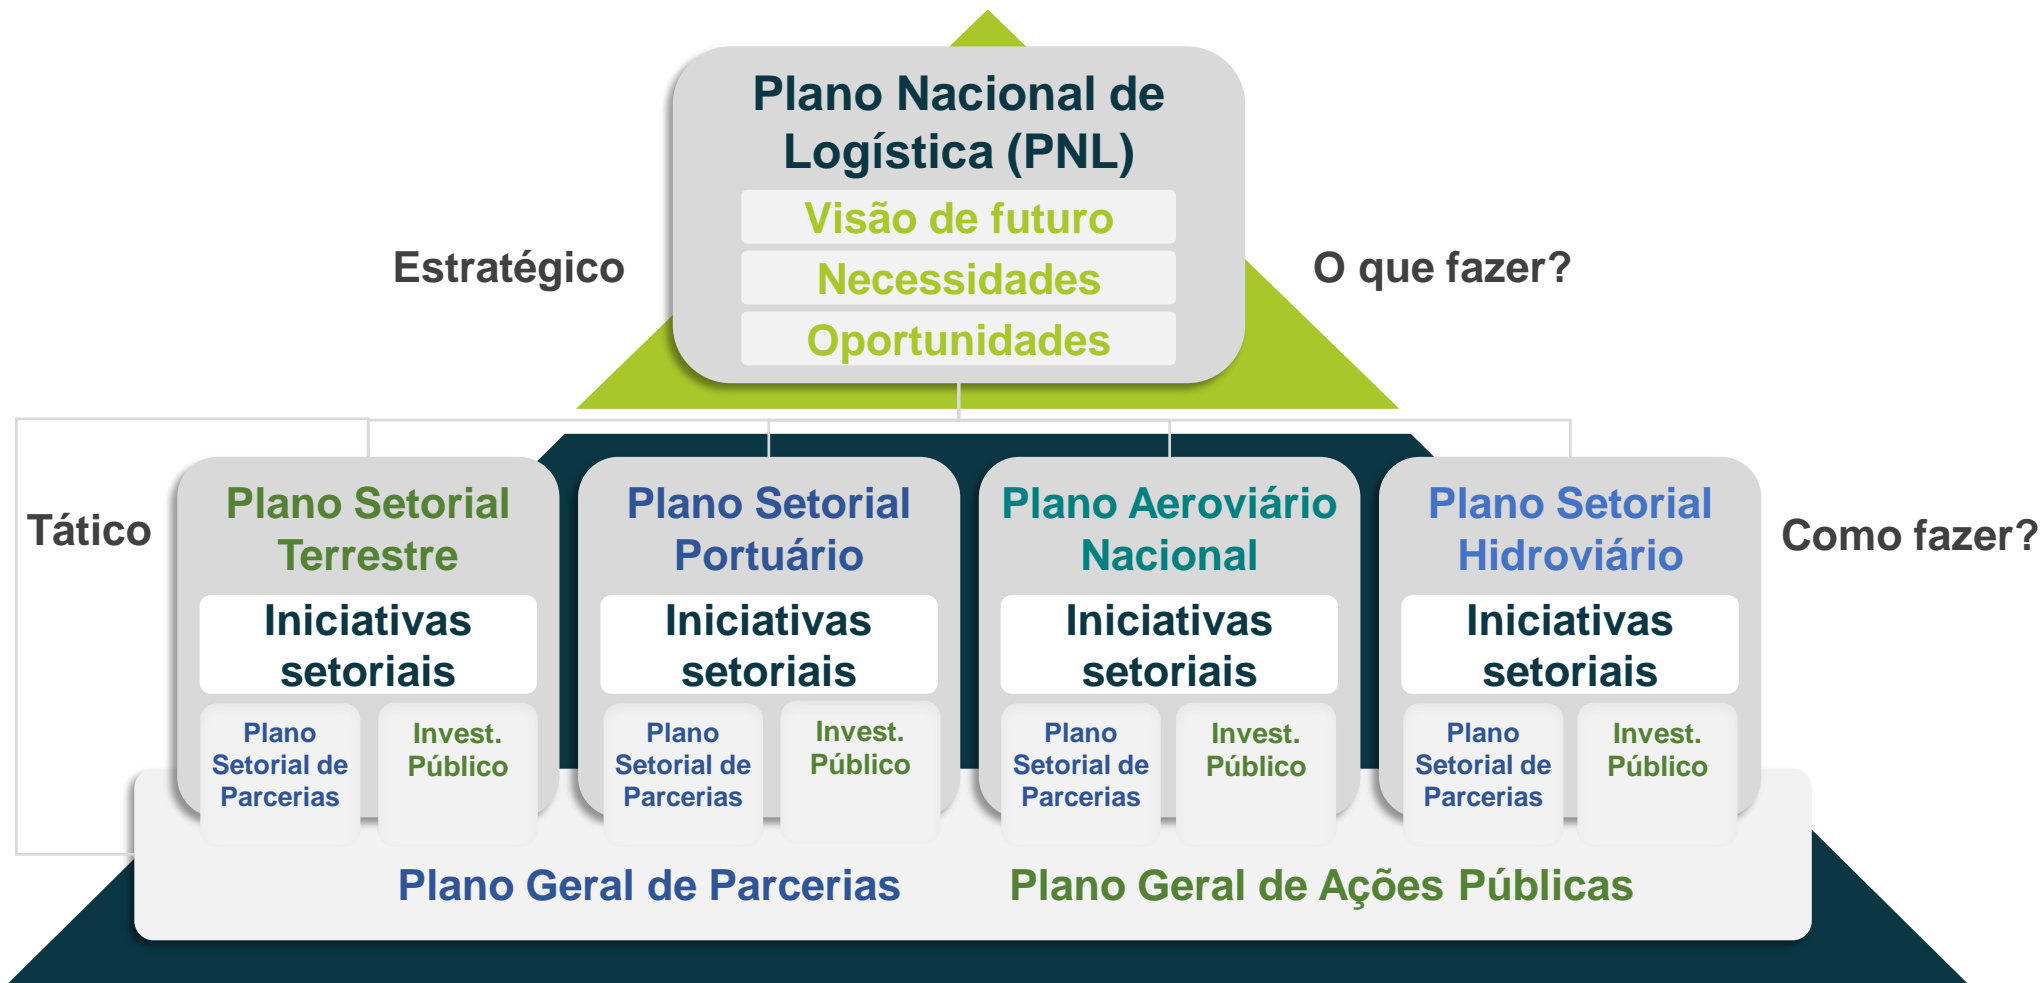 Plano Nacional de
Logística (PNL)
Visão de futuro
Necessidades
Oportunidades
Estratégico
O que fazer?
Tático
Como fazer?
Plano Setorial
Terrestre
Iniciativas
setoriais
Plano
Setorial de
Parcerias
Invest.
Público
Plano Setorial
Portuário
Iniciativas
setoriais
Plano
Setorial de
Parcerias
Invest.
Público
Plano Aeroviário
Nacional
Iniciativas
setoriais
Plano
Setorial de
Parcerias
Invest.
Público
Plano Setorial
Hidroviário
Iniciativas
setoriais
Plano
Setorial de
Parcerias
Invest.
Público
Plano Geral de Parcerias
Plano Geral de Ações Públicas